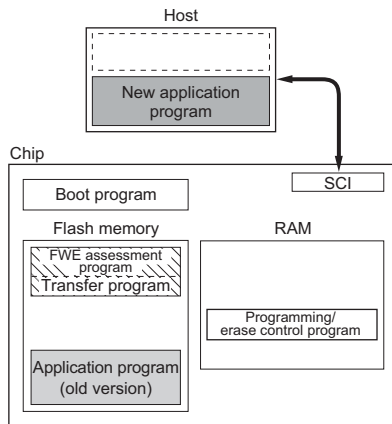 Host
New application
program
Chip
SCI
Boot program
Flash memory
FWE assessment
program
Transfer program
Application program
(old version)
RAM
Programming/
erase control program